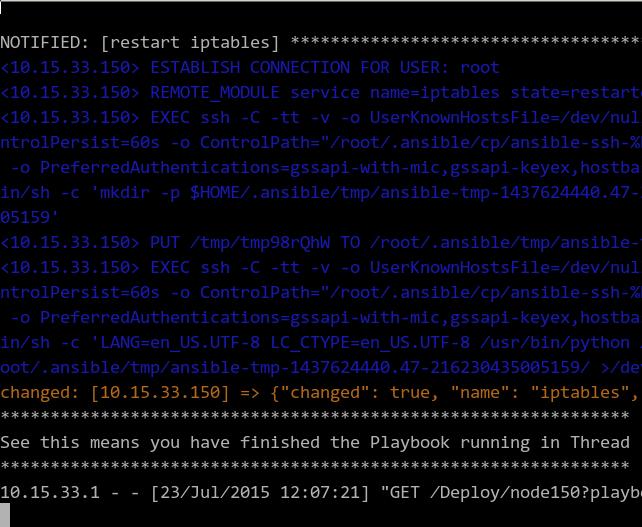 NOTIFIED: [restart iptables] ***********************************
<10.15.33.150> ESTABLISH CONNECTION FOR USER: root
<10.15.33.150> REMOTE_MODULE service name=iptables state=restart
<10.15.33.150> EXEC ssh -C -tt -v -o UserKnownHostsFile=/dev/nul
ntrolPersist=60s -o ControlPath="/root/.ansible/cp/ansible-ssh-%
-o PreferredAuthentications=gssapi-with-mic,gssapi-keyex,hostba
in/sh -c 'mkdir -p $HOME/.ansible/tmp/ansible-tmp-1437624440.47-
05159'
<10.15.33.150> PUT /tmp/tmp98rQhW TO /root/.ansible/tmp/ansible-
<10.15.33.150> EXEC ssh -C -tt -v -o UserKnownHostsFile=/dev/nul
ntrolPersist=60s -o ControlPath="/root/.ansible/cp/ansible-ssh-%
-o PreferredAuthentications=gssapi-with-mic,gssapi-keyex,hostba
in/sh -c 'LANG=en_US.UTF-8 LC_CTYPE=en_US.UTF-8 /usr/bin/python
oot/.ansible/tmp/ansible-tmp-1437624440.47-216230435005159/ >/de
changed: [10.15.33.150] => {"changed": true, "name": "iptables",
***************************************************************
See this means you have finished the Playbook running in Thread
***************************************************************
10.15.33.1 - - [23/Jul/2015 12:07:21] "GET /Deploy/node150?playb